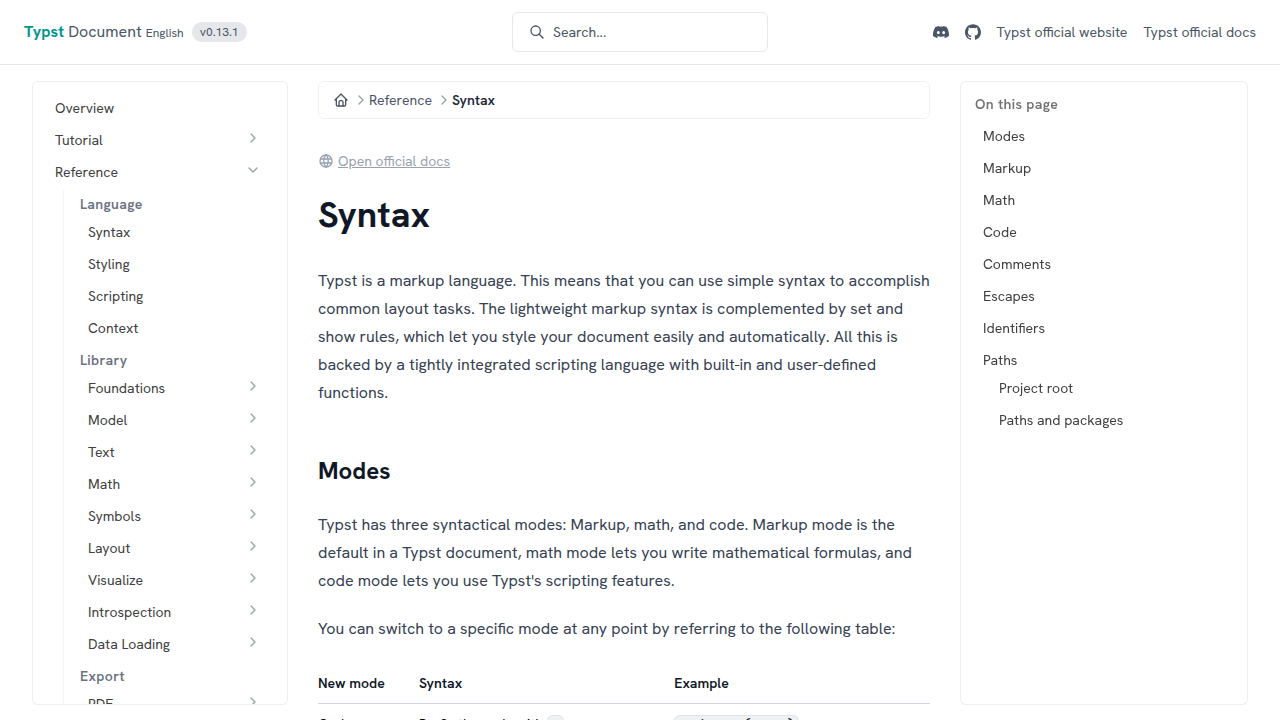 Typst Document English v0.13.1
Search...
Typst official website
Typst official docs
Overview
Tutorial
Reference
Language
Syntax
Styling
Scripting
Context
Library
Foundations
Model
Text
Math
Symbols
Layout
Visualize
Introspection
Data Loading
Export
PDF
Reference
Syntax
Open official docs
Syntax
Typst is a markup language. This means that you can use simple syntax to accomplish
common layout tasks. The lightweight markup syntax is complemented by set and
show rules, which let you style your document easily and automatically. All this is
backed by a tightly integrated scripting language with built-in and user-defined
functions.
Modes
Typst has three syntactical modes: Markup, math, and code. Markup mode is the
default in a Typst document, math mode lets you write mathematical formulas, and
code mode lets you use Typst's scripting features.
You can switch to a specific mode at any point by referring to the following table:
New mode Syntax Example
On this page
Modes
Markup
Math
Code
Comments
Escapes
Identifiers
Paths
Project root
Paths and packages